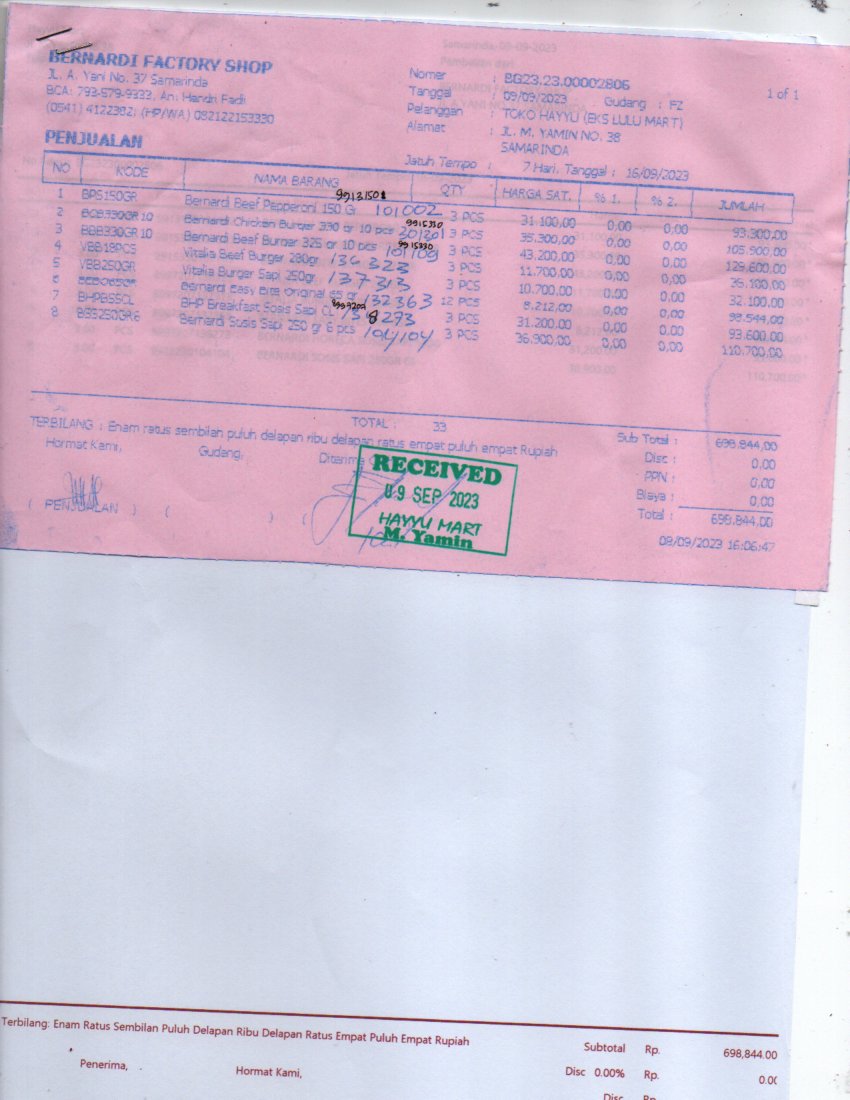 BERNARDI FACTORY SHOP
JL. A. Yani No. 37 Samarinda
BCA: 793-579-9333, An: Hendri Fadli
(0541) 4122382; (HP/WA) 082122153330
Nomer : BG23.23.00002806
1 of 1
Tanggal : 09/09/2023 Gudang : FZ
Pelanggan : TOKO HAYYU (EKS LULU MART)
Alamat : JL. M. YAMIN NO. 38
SAMARINDA
PENJUALAN
Jatuh Tempo : 7 Hari, Tanggal : 16/09/2023
NO KODE NAMA BARANG QTY HARGA SAT. % 1. % 2. JUMLAH
1 BPS150GR Bernardi Beef Pepperoni 150 Gr 101002 3 PCS 31.100,00 0,00 0,00 93.300,00
2 BCB330GR10 Bernardi Chicken Burger 330 gr 10 pcs 201201 3 PCS 35.300,00 0,00 0,00 105.900,00
3 BBB330GR10 Bernardi Beef Burger 325 gr 10 pcs 101109 3 PCS 43.200,00 0,00 0,00 129.600,00
4 VBB18PCS Vitalia Beef Burger 280gr 136323 3 PCS 11.700,00 0,00 0,00 35.100,00
5 VBB250GR Vitalia Burger Sapi 250gr 137313 3 PCS 10.700,00 0,00 0,00 32.100,00
6 Bernardi Easy Bite Original 65 gr 132363 12 PCS 8.212,00 0,00 0,00 98.544,00
7 BHPBSSCL BHP Breakfast Sosis Sapi CL 3 PCS 31.200,00 0,00 0,00 93.600,00
8 BSS250GR6 Bernardi Sosis Sapi 250 gr 6 pcs 104104 3 PCS 36.900,00 0,00 0,00 110.700,00
TOTAL : 33
TERBILANG : Enam ratus sembilan puluh delapan ribu delapan ratus empat puluh empat Rupiah
Sub Total : 698.844,00
Hormat Kami, Gudang, Diterima
Disc : 0,00
PPN : 0,00
Biaya : 0,00
Total : 698.844,00
( PENJUALAN ) ( ) (
RECEIVED
09 SEP 2023
HAYYU MART
M. Yamin
09/09/2023 16:06:47
Terbilang: Enam Ratus Sembilan Puluh Delapan Ribu Delapan Ratus Empat Puluh Empat Rupiah
Subtotal Rp. 698,844.00
Penerima, Hormat Kami,
Disc 0.00% Rp. 0.00
Disc Rp.